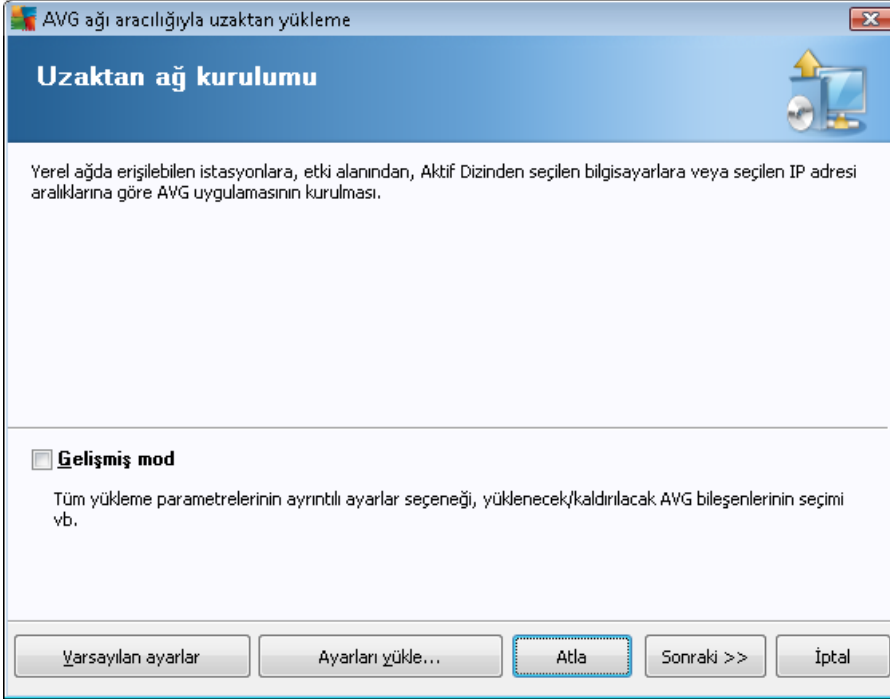 AVG ağı aracılığıyla uzaktan yükleme
Uzaktan ağ kurulumu
Yerel ağda erişilebilen istasyonlara, etki alanından, Aktif Dizinden seçilen bilgisayarlara veya seçilen IP adresi
aralıklarına göre AVG uygulamasının kurulması.
Gelişmiş mod
Tüm yükleme parametrelerinin ayrıntılı ayarlar seçeneği, yüklenecek/kaldırılacak AVG bileşenlerinin seçimi
vb.
Varsayılan ayarlar
Ayarları yükle...
Atla
Sonraki >>
İptal